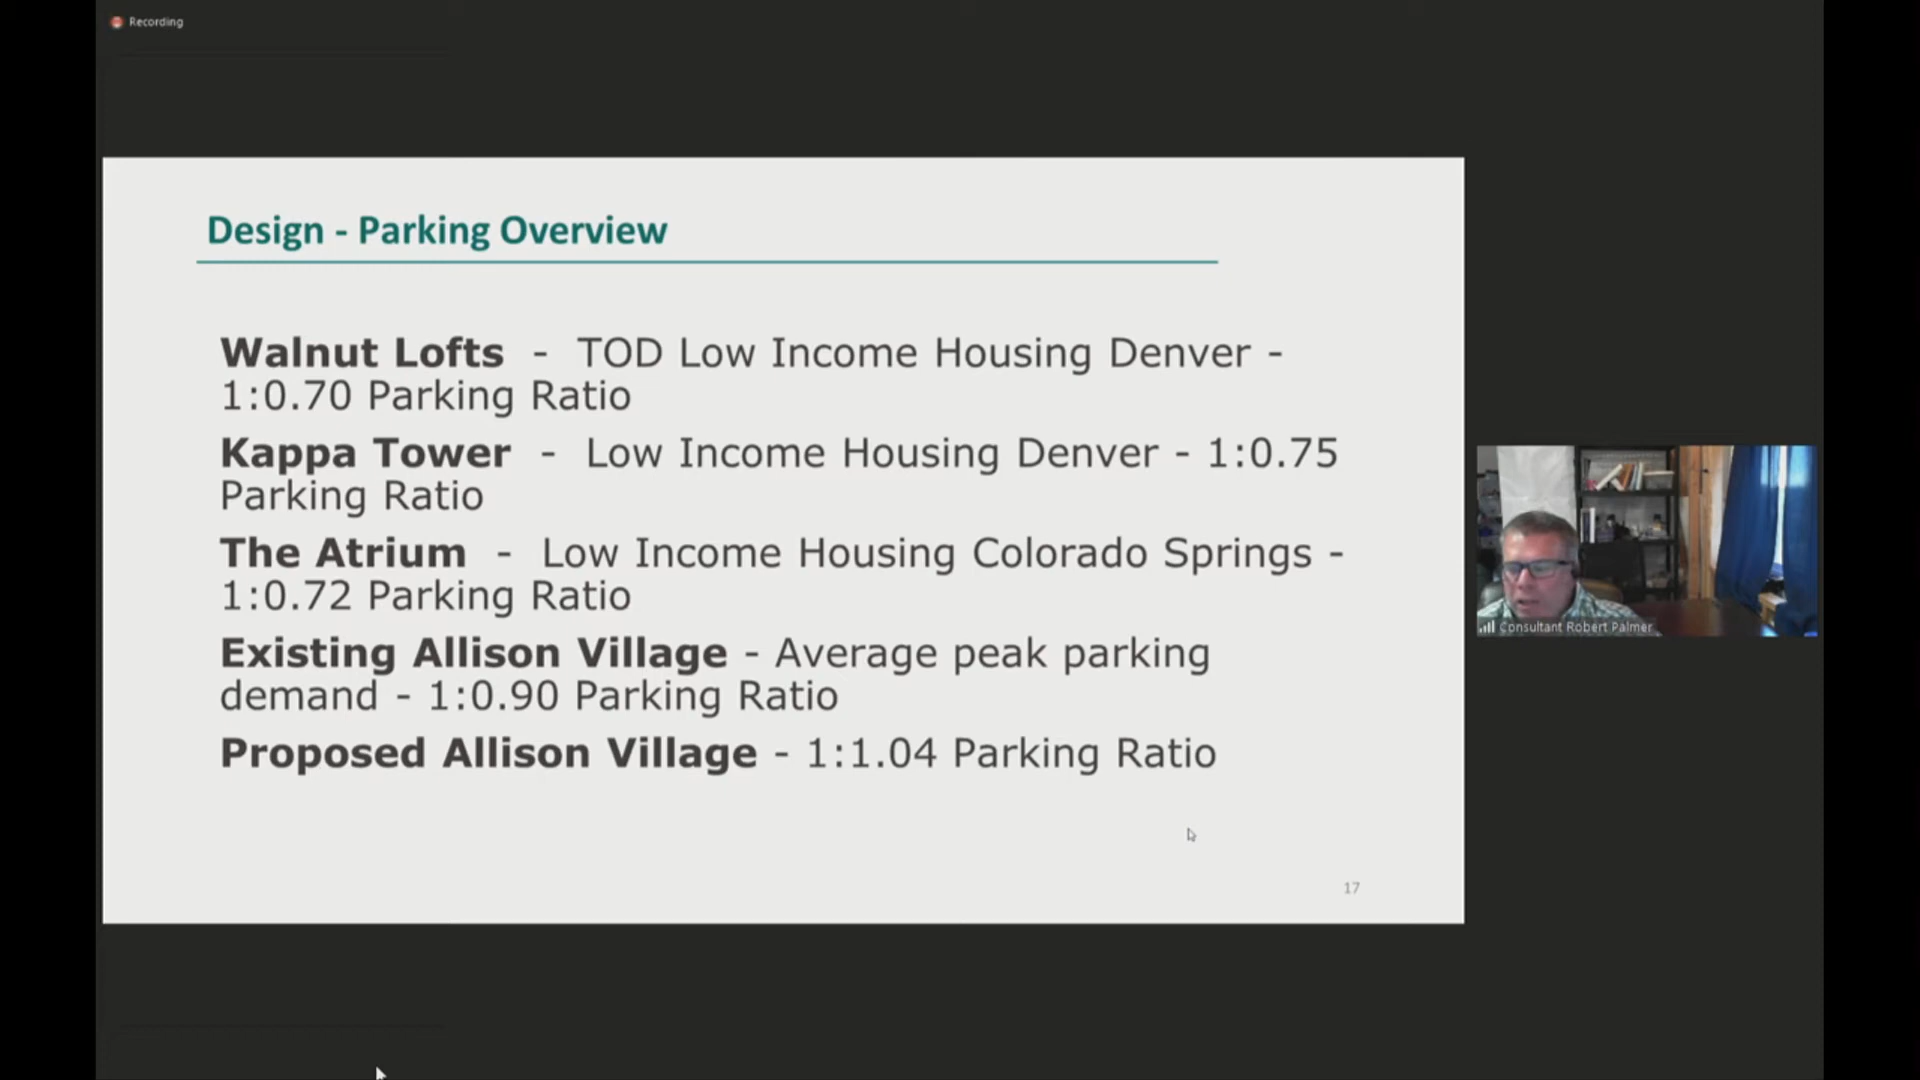 Recording
Design - Parking Overview
Walnut Lofts - TOD Low Income Housing Denver -
1:0.70 Parking Ratio
Kappa Tower - Low Income Housing Denver - 1:0.75
Parking Ratio
The Atrium - Low Income Housing Colorado Springs -
1:0.72 Parking Ratio
Existing Allison Village - Average peak parking
demand - 1:0.90 Parking Ratio
Proposed Allison Village - 1:1.04 Parking Ratio
17
Consultant Robert Palmer